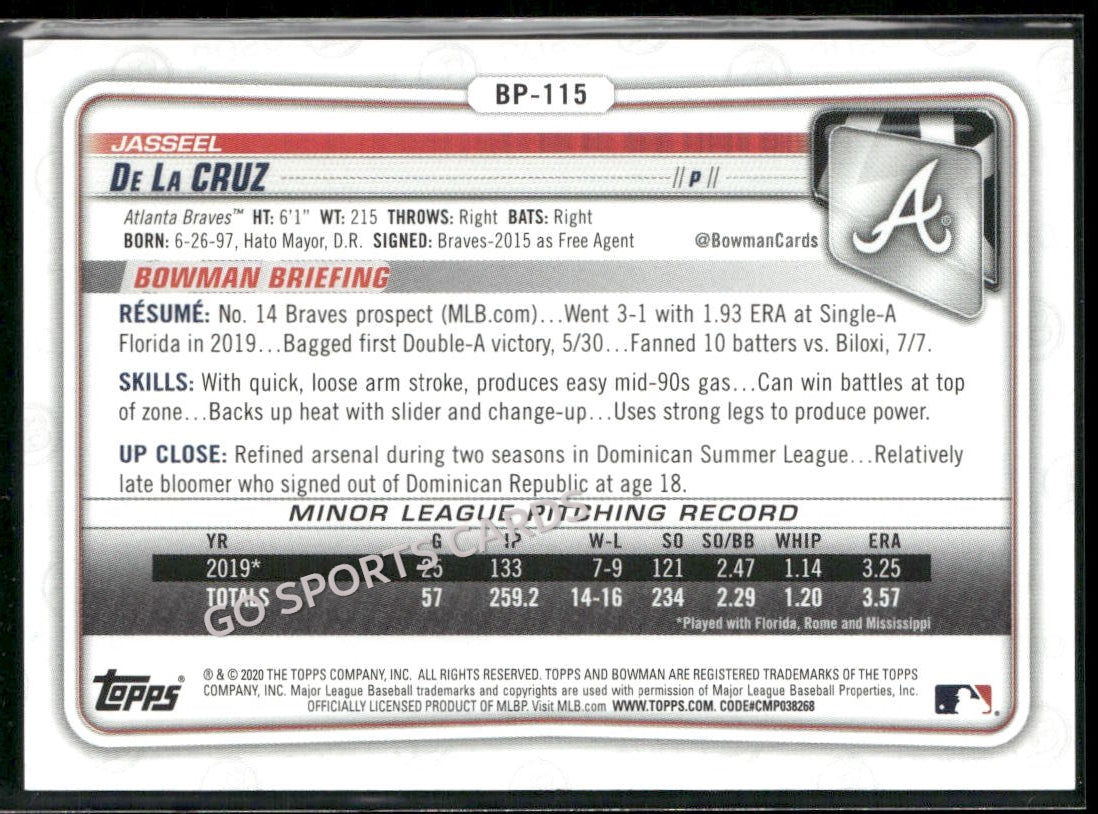 BP-115
JASSEEL
DE LA CRUZ // P //
Atlanta Braves™ HT: 6'1" WT: 215 THROWS: Right BATS: Right
BORN: 6-26-97, Hato Mayor, D.R. SIGNED: Braves-2015 as Free Agent @BowmanCards
A®
BOWMAN BRIEFING
RÉSUMÉ: No. 14 Braves prospect (MLB.com)...Went 3-1 with 1.93 ERA at Single-A
Florida in 2019...Bagged first Double-A victory, 5/30...Fanned 10 batters vs. Biloxi, 7/7.
SKILLS: With quick, loose arm stroke, produces easy mid-90s gas...Can win battles at top
of zone...Backs up heat with slider and change-up...Uses strong legs to produce power.
UP CLOSE: Refined arsenal during two seasons in Dominican Summer League...Relatively
late bloomer who signed out of Dominican Republic at age 18.
MINOR LEAGUE PITCHING RECORD
YR G IP W-L SO SO/BB WHIP ERA
2019* 25 133 7-9 121 2.47 1.14 3.25
TOTALS 57 259.2 14-16 234 2.29 1.20 3.57
*Played with Florida, Rome and Mississippi
GO SPORTS CARDS
topps®
® & © 2020 THE TOPPS COMPANY, INC. ALL RIGHTS RESERVED. TOPPS AND BOWMAN ARE REGISTERED TRADEMARKS OF THE TOPPS
COMPANY, INC. Major League Baseball trademarks and copyrights are used with permission of Major League Baseball Properties, Inc.
OFFICIALLY LICENSED PRODUCT OF MLBP. Visit MLB.com WWW.TOPPS.COM. CODE#CMP038268